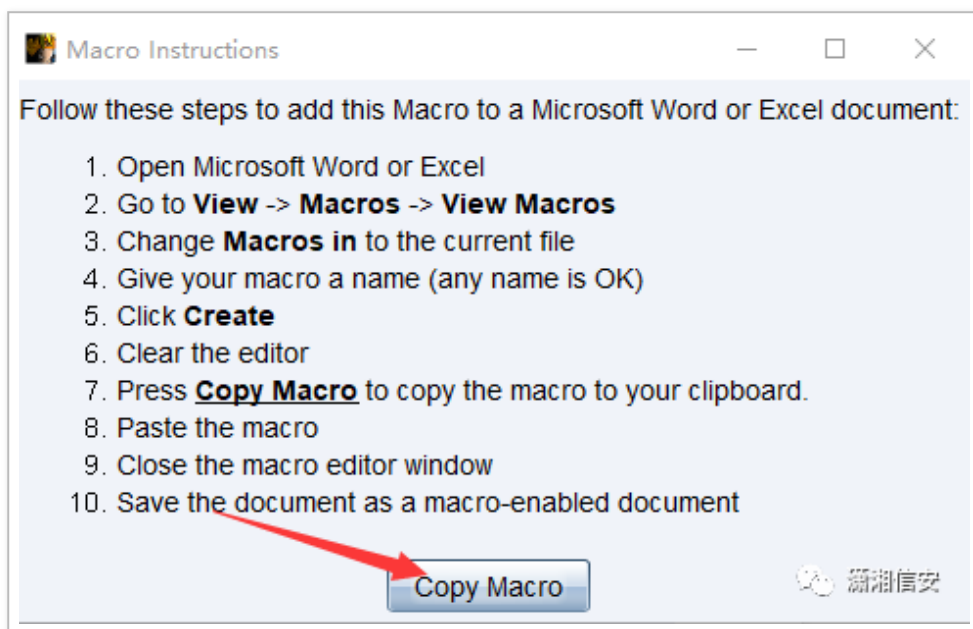 Macro Instructions
Follow these steps to add this Macro to a Microsoft Word or Excel document:
1. Open Microsoft Word or Excel
2. Go to View -> Macros -> View Macros
3. Change Macros in to the current file
4. Give your macro a name (any name is OK)
5. Click Create
6. Clear the editor
7. Press Copy Macro to copy the macro to your clipboard.
8. Paste the macro
9. Close the macro editor window
10. Save the document as a macro-enabled document
Copy Macro
潇湘信安